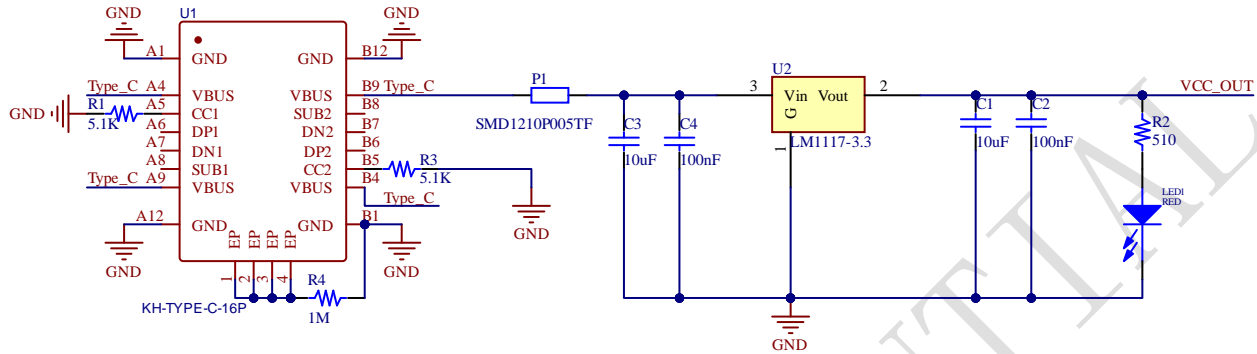 U1
GND
GND
A1
GND
GND
B12
Type_C
A4
VBUS
VBUS
B9
Type_C
GND
R1
5.1K
A5
CC1
SUB2
B8
A6
DP1
DN2
B7
A7
DN1
DP2
B6
A8
SUB1
CC2
B5
R3
5.1K
Type_C
A9
VBUS
VBUS
B4
Type_C
A12
GND
GND
B1
GND
GND
GND
EP
EP
EP
EP
1
2
3
4
R4
1M
KH-TYPE-C-16P
P1
SMD1210P005TF
C3
10uF
C4
100nF
U2
3
Vin
Vout
2
G
1
LM1117-3.3
C1
10uF
C2
100nF
VCC_OUT
R2
510
LED1
RED
GND